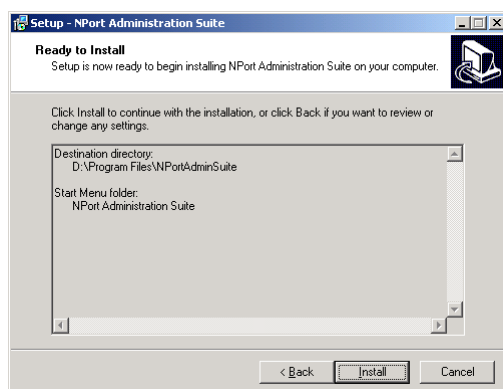 Setup - NPort Administration Suite
Ready to Install
Setup is now ready to begin installing NPort Administration Suite on your computer.
Click Install to continue with the installation, or click Back if you want to review or
change any settings.
Destination directory:
D:\Program Files\NPortAdminSuite
Start Menu folder:
NPort Administration Suite
< Back
Install
Cancel